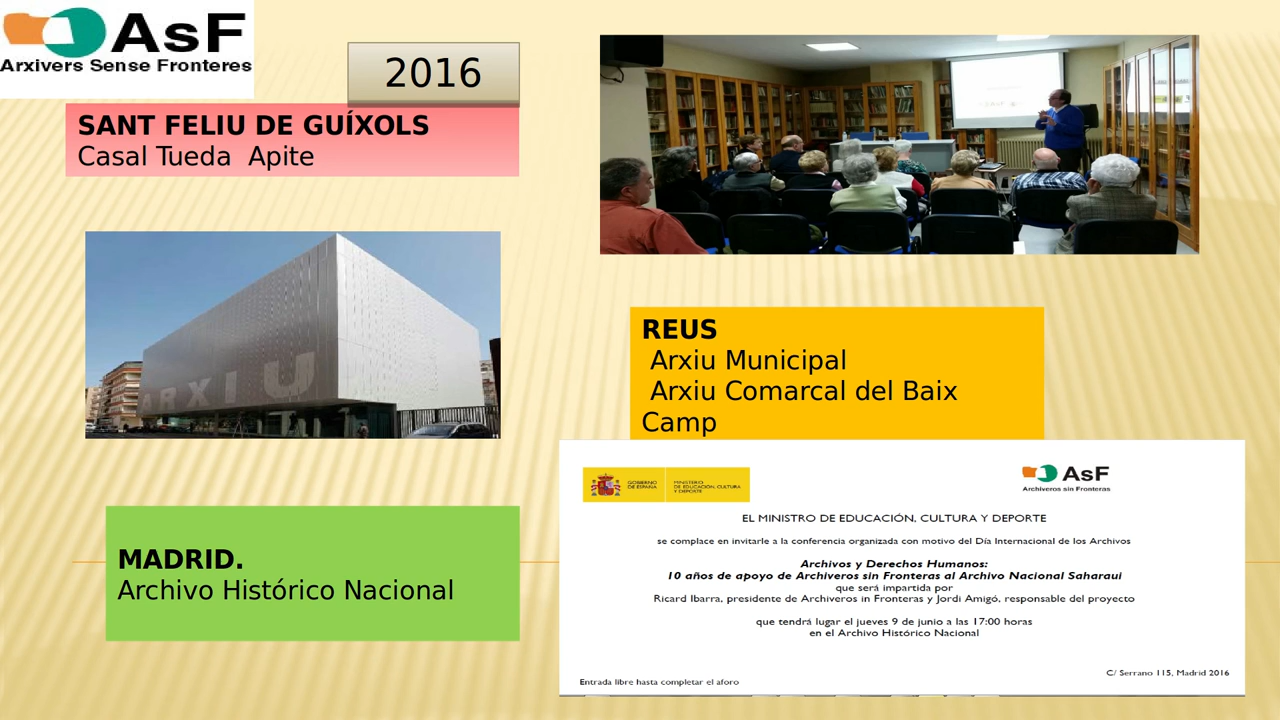 AsF
Arxivers Sense Fronteres
2016
SANT FELIU DE GUÍXOLS
Casal Tueda Apite
ARXIU
REUS
Arxiu Municipal
Arxiu Comarcal del Baix
Camp
MADRID.
Archivo Histórico Nacional
GOBIERNO
DE ESPAÑA
MINISTERIO
DE EDUCACIÓN, CULTURA
Y DEPORTE
AsF
Archiveros sin Fronteras
EL MINISTRO DE EDUCACIÓN, CULTURA Y DEPORTE
se complace en invitarle a la conferencia organizada con motivo del Día Internacional de los Archivos
Archivos y Derechos Humanos:
10 años de apoyo de Archiveros sin Fronteras al Archivo Nacional Saharaui
que será impartida por
Ricard Ibarra, presidente de Archiveros in Fronteras y Jordi Amigó, responsable del proyecto
que tendrá lugar el jueves 9 de junio a las 17:00 horas
en el Archivo Histórico Nacional
C/ Serrano 115, Madrid 2016
Entrada libre hasta completar el aforo